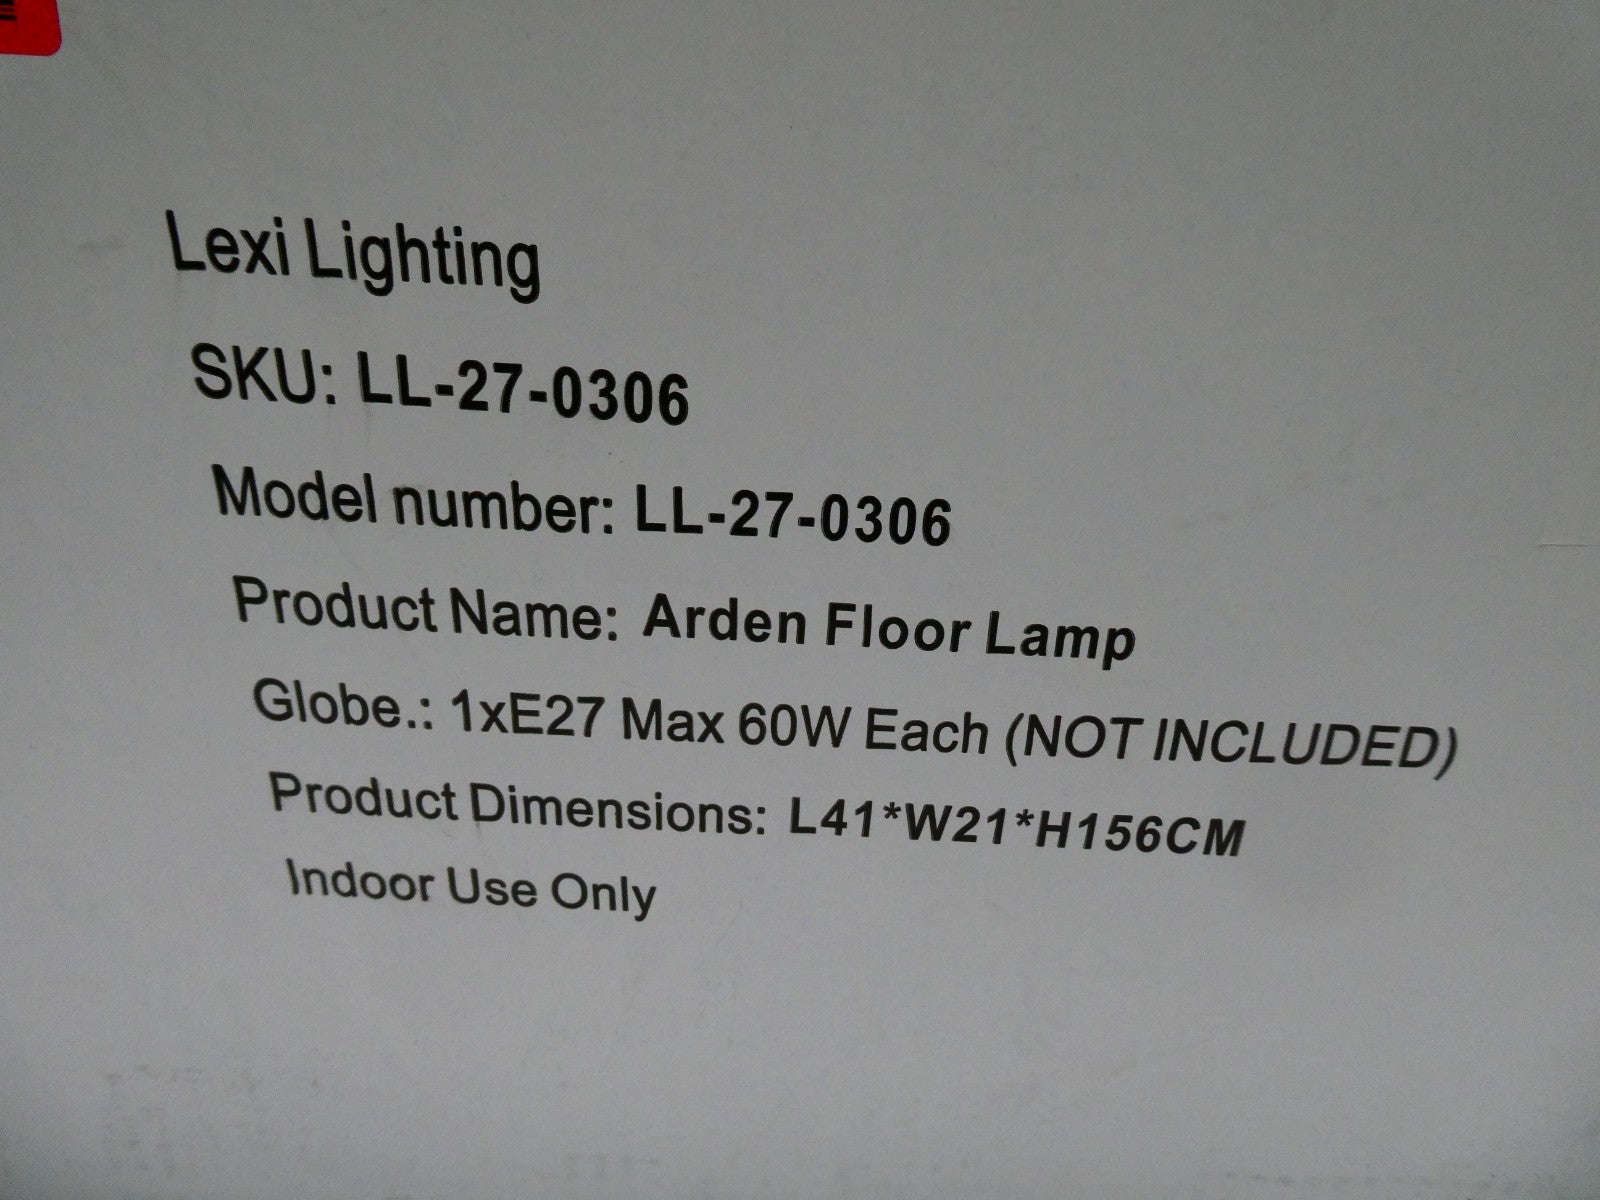 Lexi Lighting
SKU: LL-27-0306
Model number: LL-27-0306
Product Name: Arden Floor Lamp
Globe.: 1xE27 Max 60W Each (NOT INCLUDED)
Product Dimensions: L41*W21*H156CM
Indoor Use Only